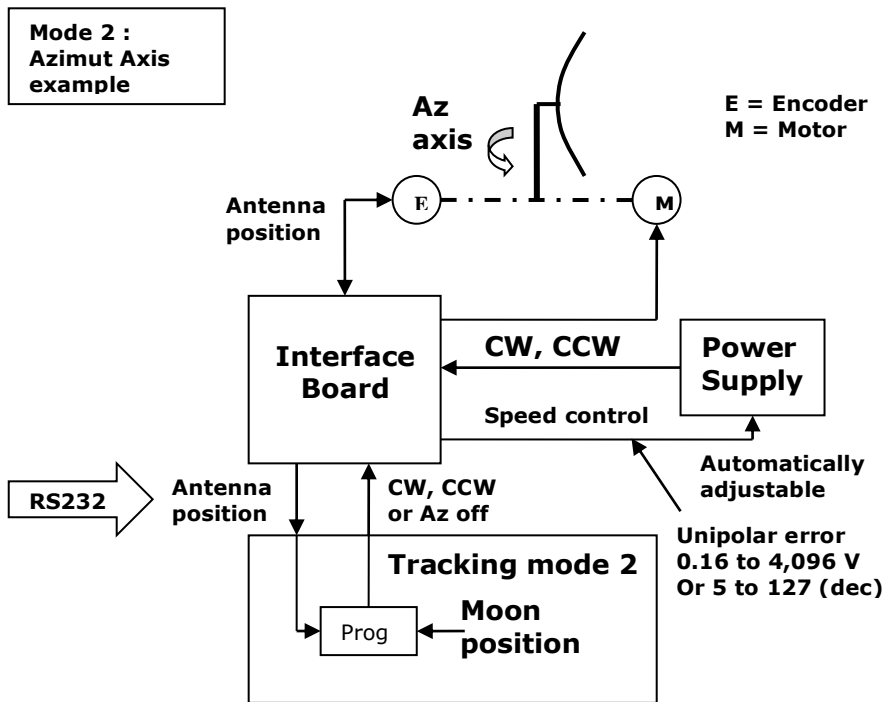 Mode 2 :
Azimut Axis
example
Az
axis
E = Encoder
M = Motor
E
M
Antenna
position
Interface
Board
CW, CCW
Power
Supply
Speed control
Automatically
adjustable
RS232
Antenna
position
CW, CCW
or Az off
Unipolar error
0.16 to 4,096 V
Or 5 to 127 (dec)
Tracking mode 2
Prog
Moon
position